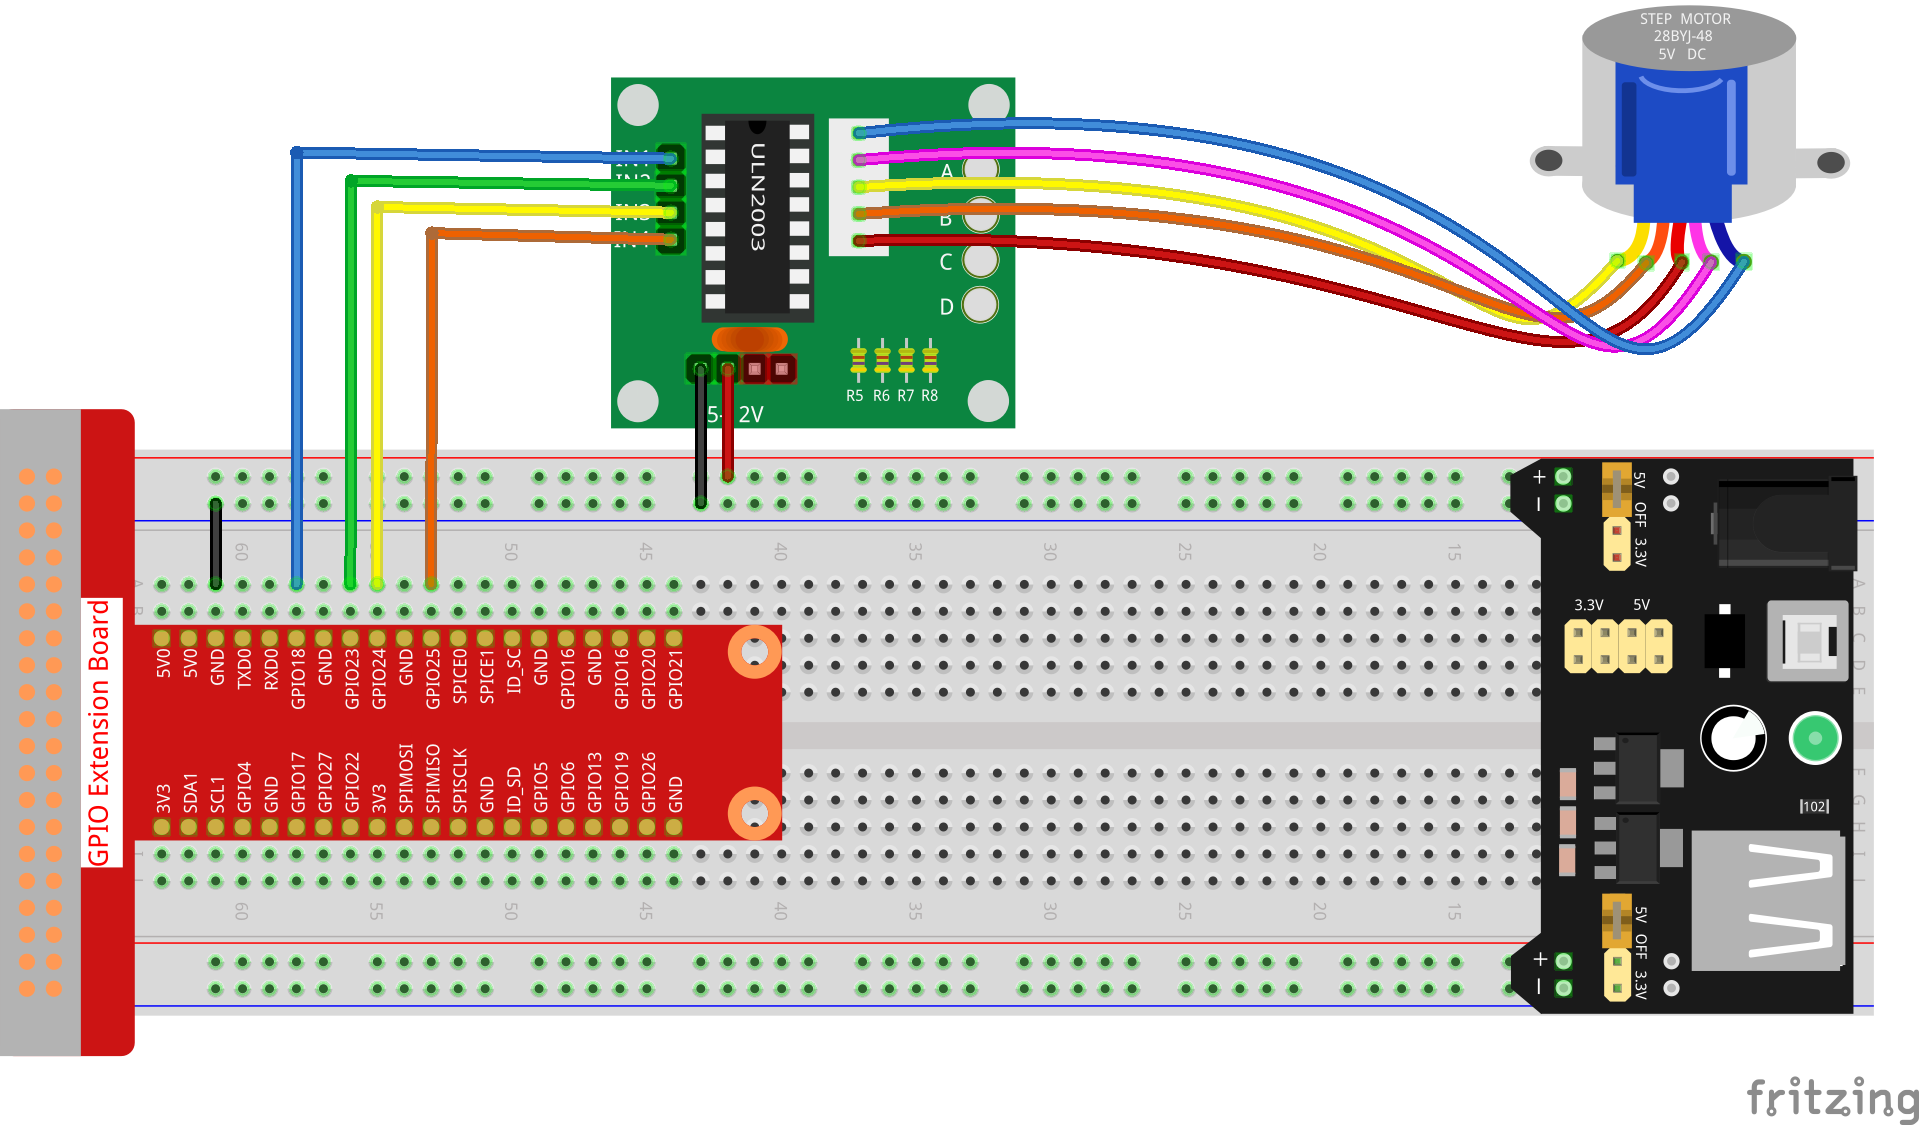 STEP MOTOR
28BYJ-48
5V DC
IN1
IN2
IN3
IN4
ULN2003
A
B
C
D
R5 R6 R7 R8
5- 2V
60 50 45 40 35 30 25 20 15
A
B
5V0 5V0 GND TXD0 RXD0 GPIO18 GND GPIO23 GPIO24 GND GPIO25 SPICE0 SPICE1 ID_SC GND GPIO16 GND GPIO16 GPIO20 GPIO21
3V3 SDA1 SCL1 GPIO4 GND GPIO17 GPIO27 GPIO22 3V3 SPIMOSI SPIMISO SPISCLK GND ID_SD GPIO5 GPIO6 GPIO13 GPIO19 GPIO26 GND
GPIO Extension Board
60 55 50 45 40 35 30 25 20 15
+
-
5V OFF 3.3V
3.3V 5V
102
+
-
5V OFF 3.3V
A
B
C
D
E
F
G
H
I
J
fritzing